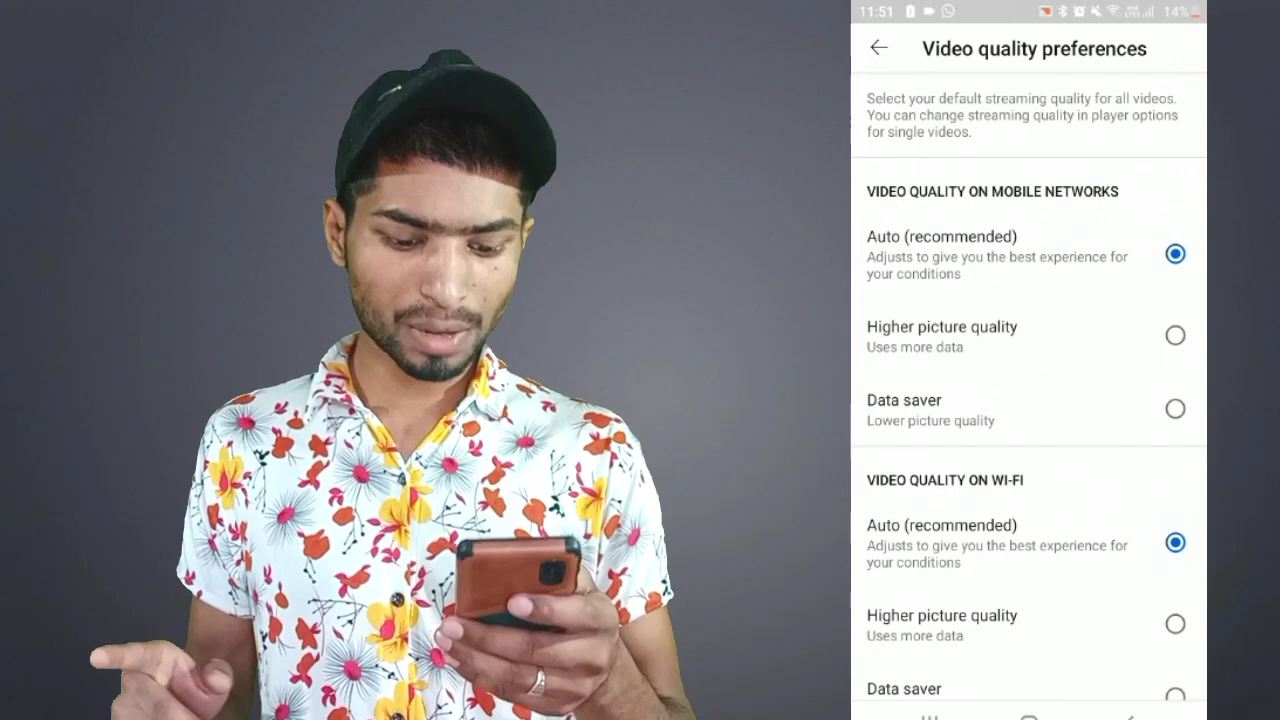 11:51
14%
Video quality preferences
Select your default streaming quality for all videos.
You can change streaming quality in player options
for single videos.
VIDEO QUALITY ON MOBILE NETWORKS
Auto (recommended)
Adjusts to give you the best experience for
your conditions
Higher picture quality
Uses more data
Data saver
Lower picture quality
VIDEO QUALITY ON WI-FI
Auto (recommended)
Adjusts to give you the best experience for
your conditions
Higher picture quality
Uses more data
Data saver